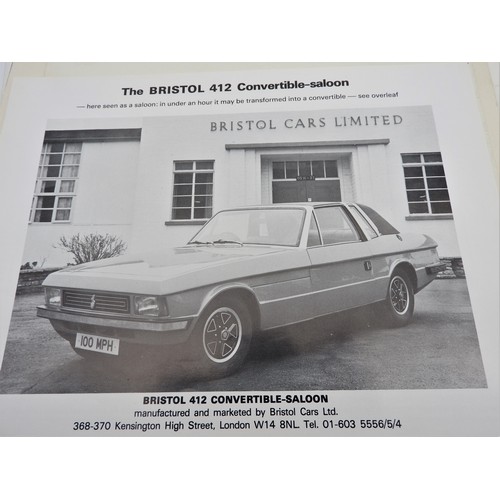 The BRISTOL 412 Convertible-saloon
— here seen as a saloon; in under an hour it may be transformed into a convertible — see overleaf
BRISTOL CARS LIMITED
100 MPH
BRISTOL 412 CONVERTIBLE-SALOON
manufactured and marketed by Bristol Cars Ltd.
368-370 Kensington High Street, London W14 8NL. Tel. 01-603 5556/5/4